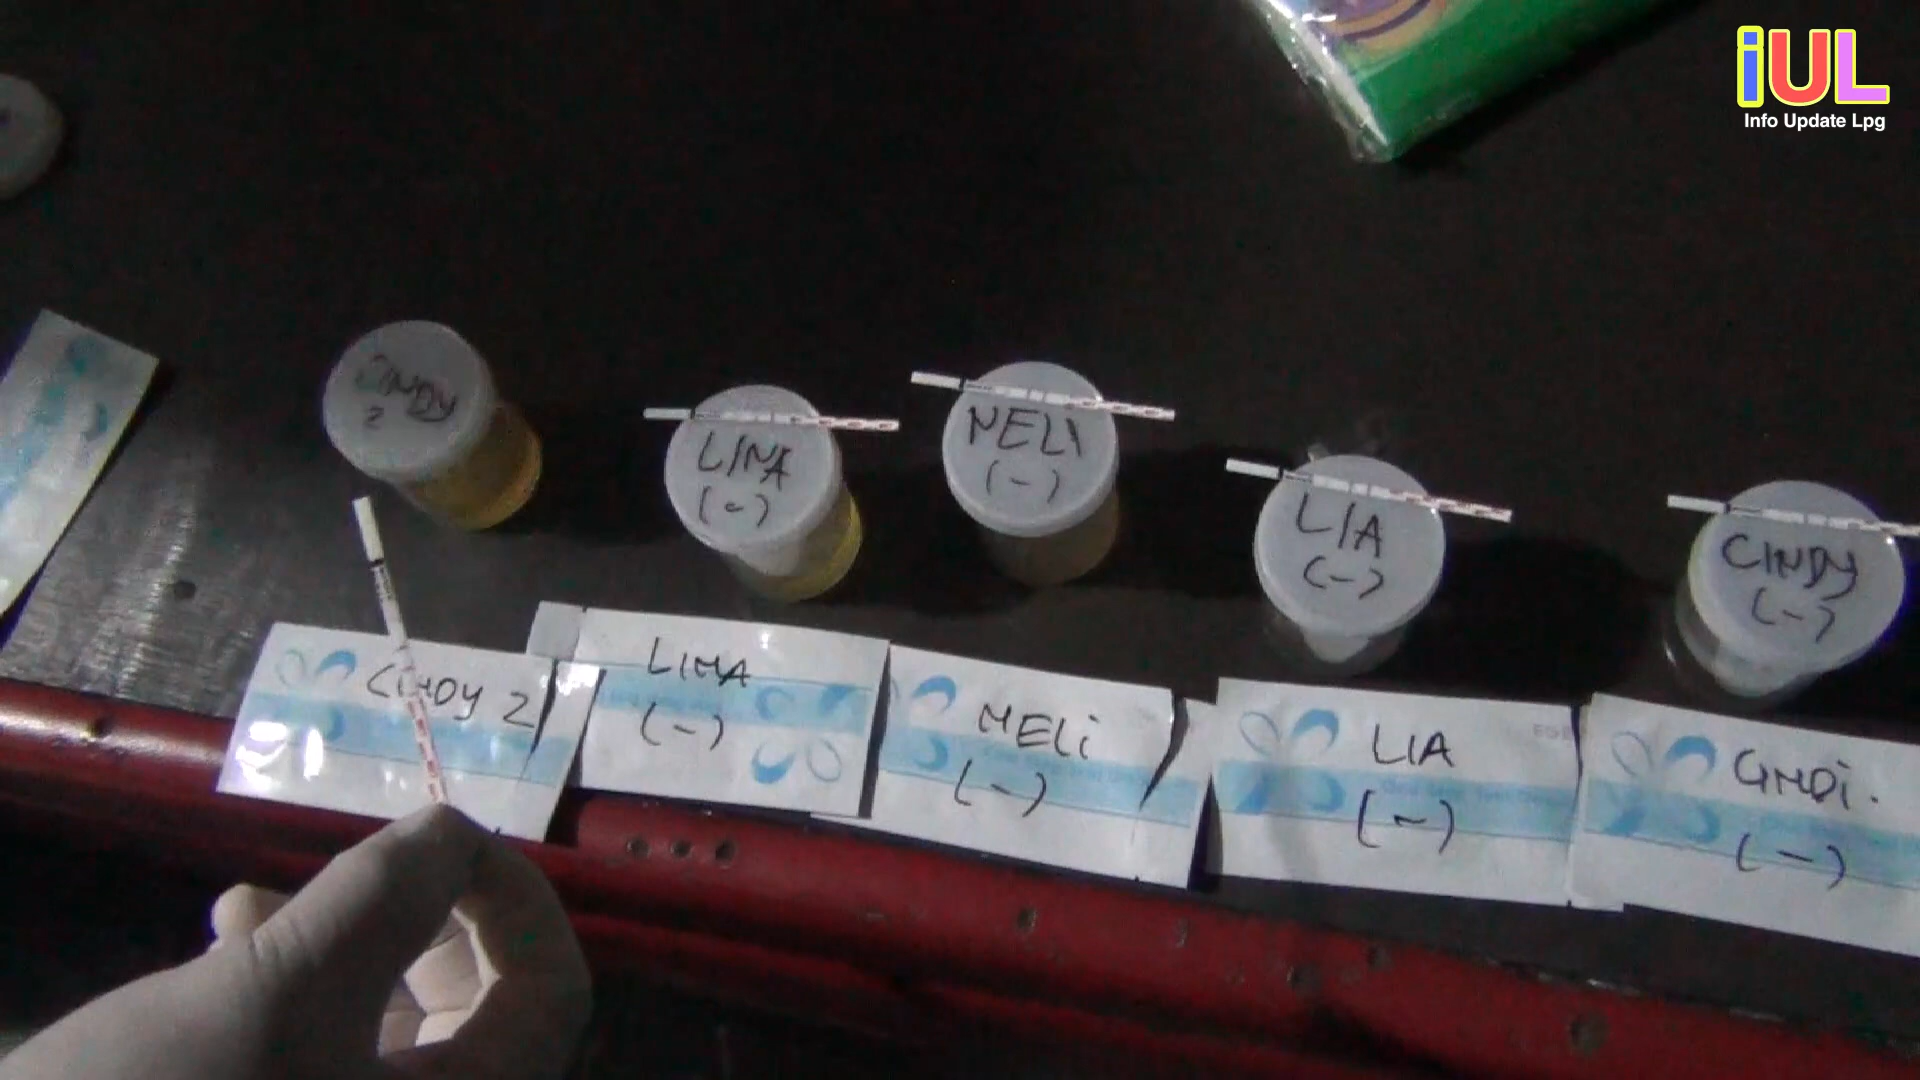 iUL
Info Update Lpg
CINDY
2
LINA
(-)
MELI
(-)
LIA
(-)
CINDY
(-)
CINDY 2
LINA
(-)
MELi
(-)
LIA
(-)
CINDi.
(-)